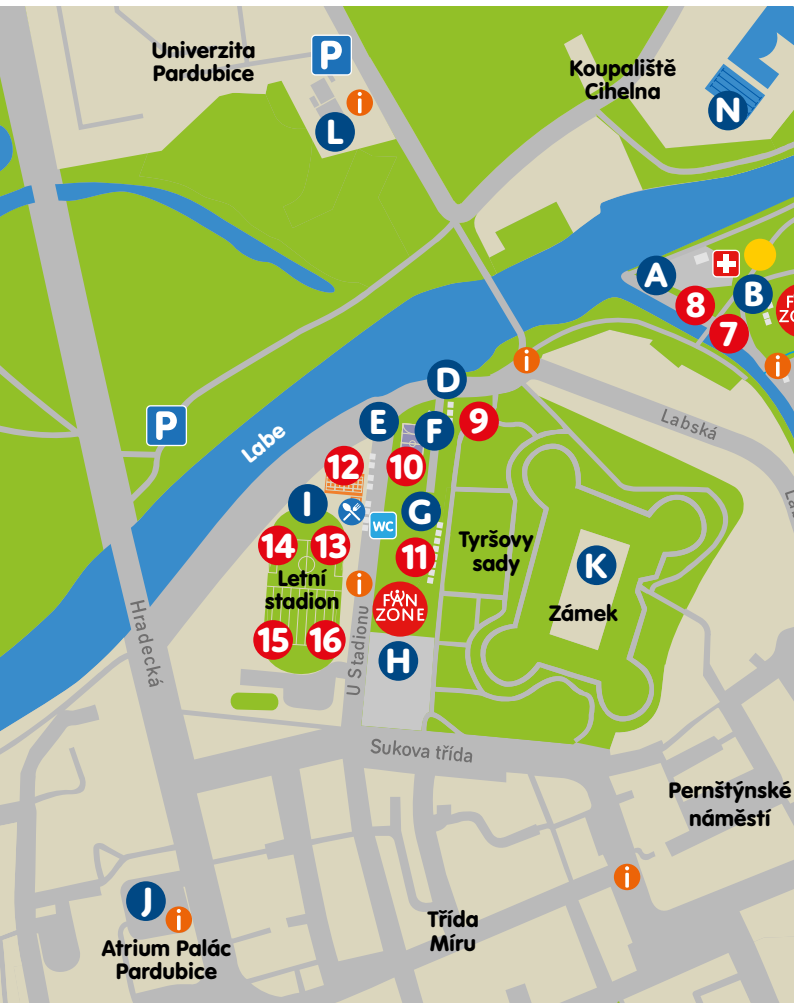 Univerzita
Pardubice
P
i
L
Koupaliště
Cihelna
N
A
8
7
B
i
D
i
E
F
9
10
P
Labe
Labská
12
I
WC
G
14
13
11
Letní
stadion
i
FAN
ZONE
Tyršovy
sady
K
Zámek
15
16
H
U Stadionu
Hradecká
Sukova třída
Pernštýnské
náměstí
i
J
i
Atrium Palác
Pardubice
Třída
Míru